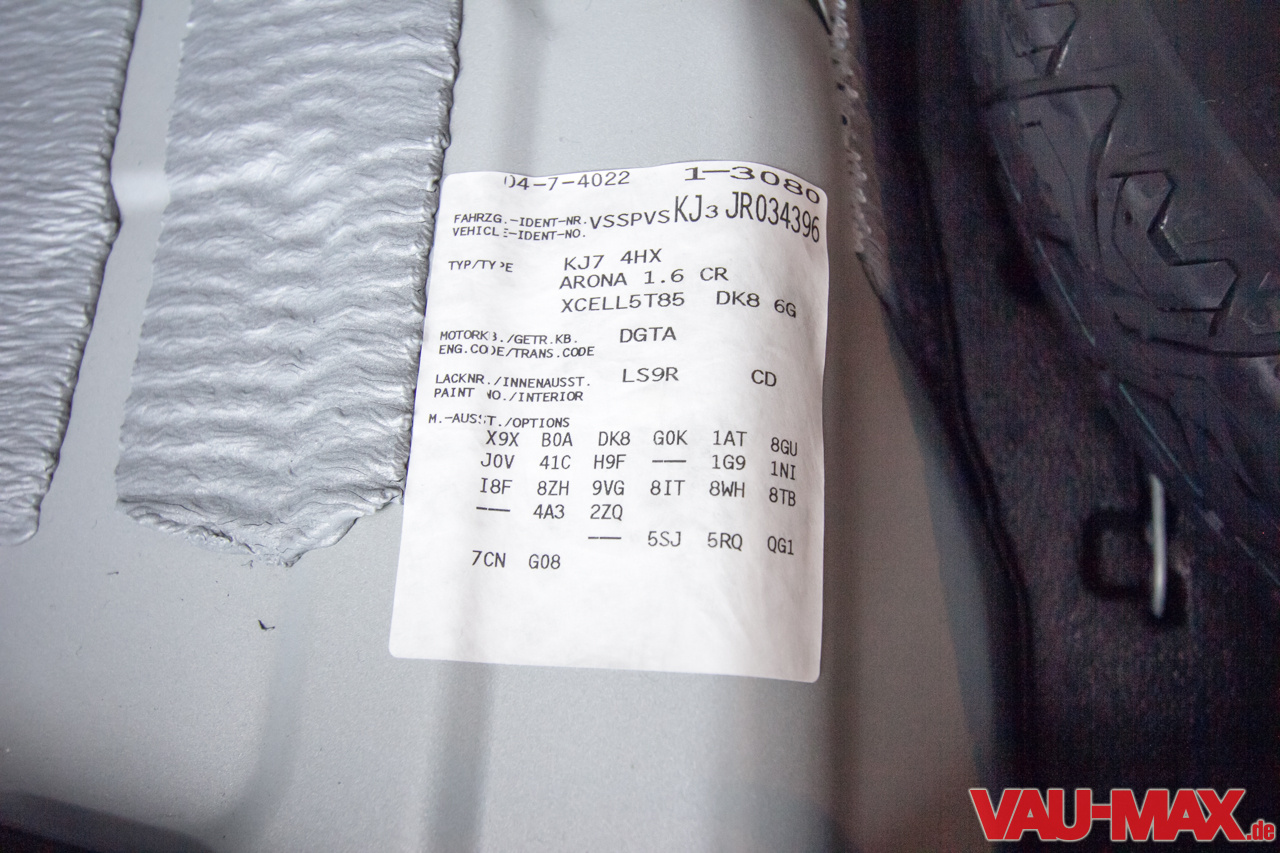 04-7-4022 1-3080
FAHRZG.-IDENT-NR. VSSPVSKJ3JR034396
VEHICLE-IDENT-NO.
TYP/TYPE KJ7 4HX
ARONA 1.6 CR
XCELL5T85 DK8 6G
MOTORKB./GETR.KB. DGTA
ENG.CODE/TRANS.CODE
LACKNR./INNENAUSST. LS9R CD
PAINT NO./INTERIOR
M.-AUSST./OPTIONS
X9X B0A DK8 G0K 1AT 8GU
J0V 41C H9F --- 1G9 1NI
I8F 8ZH 9VG 8IT 8WH 8TB
--- 4A3 2ZQ
--- 5SJ 5RQ QG1
7CN G08
VAU-MAX.de